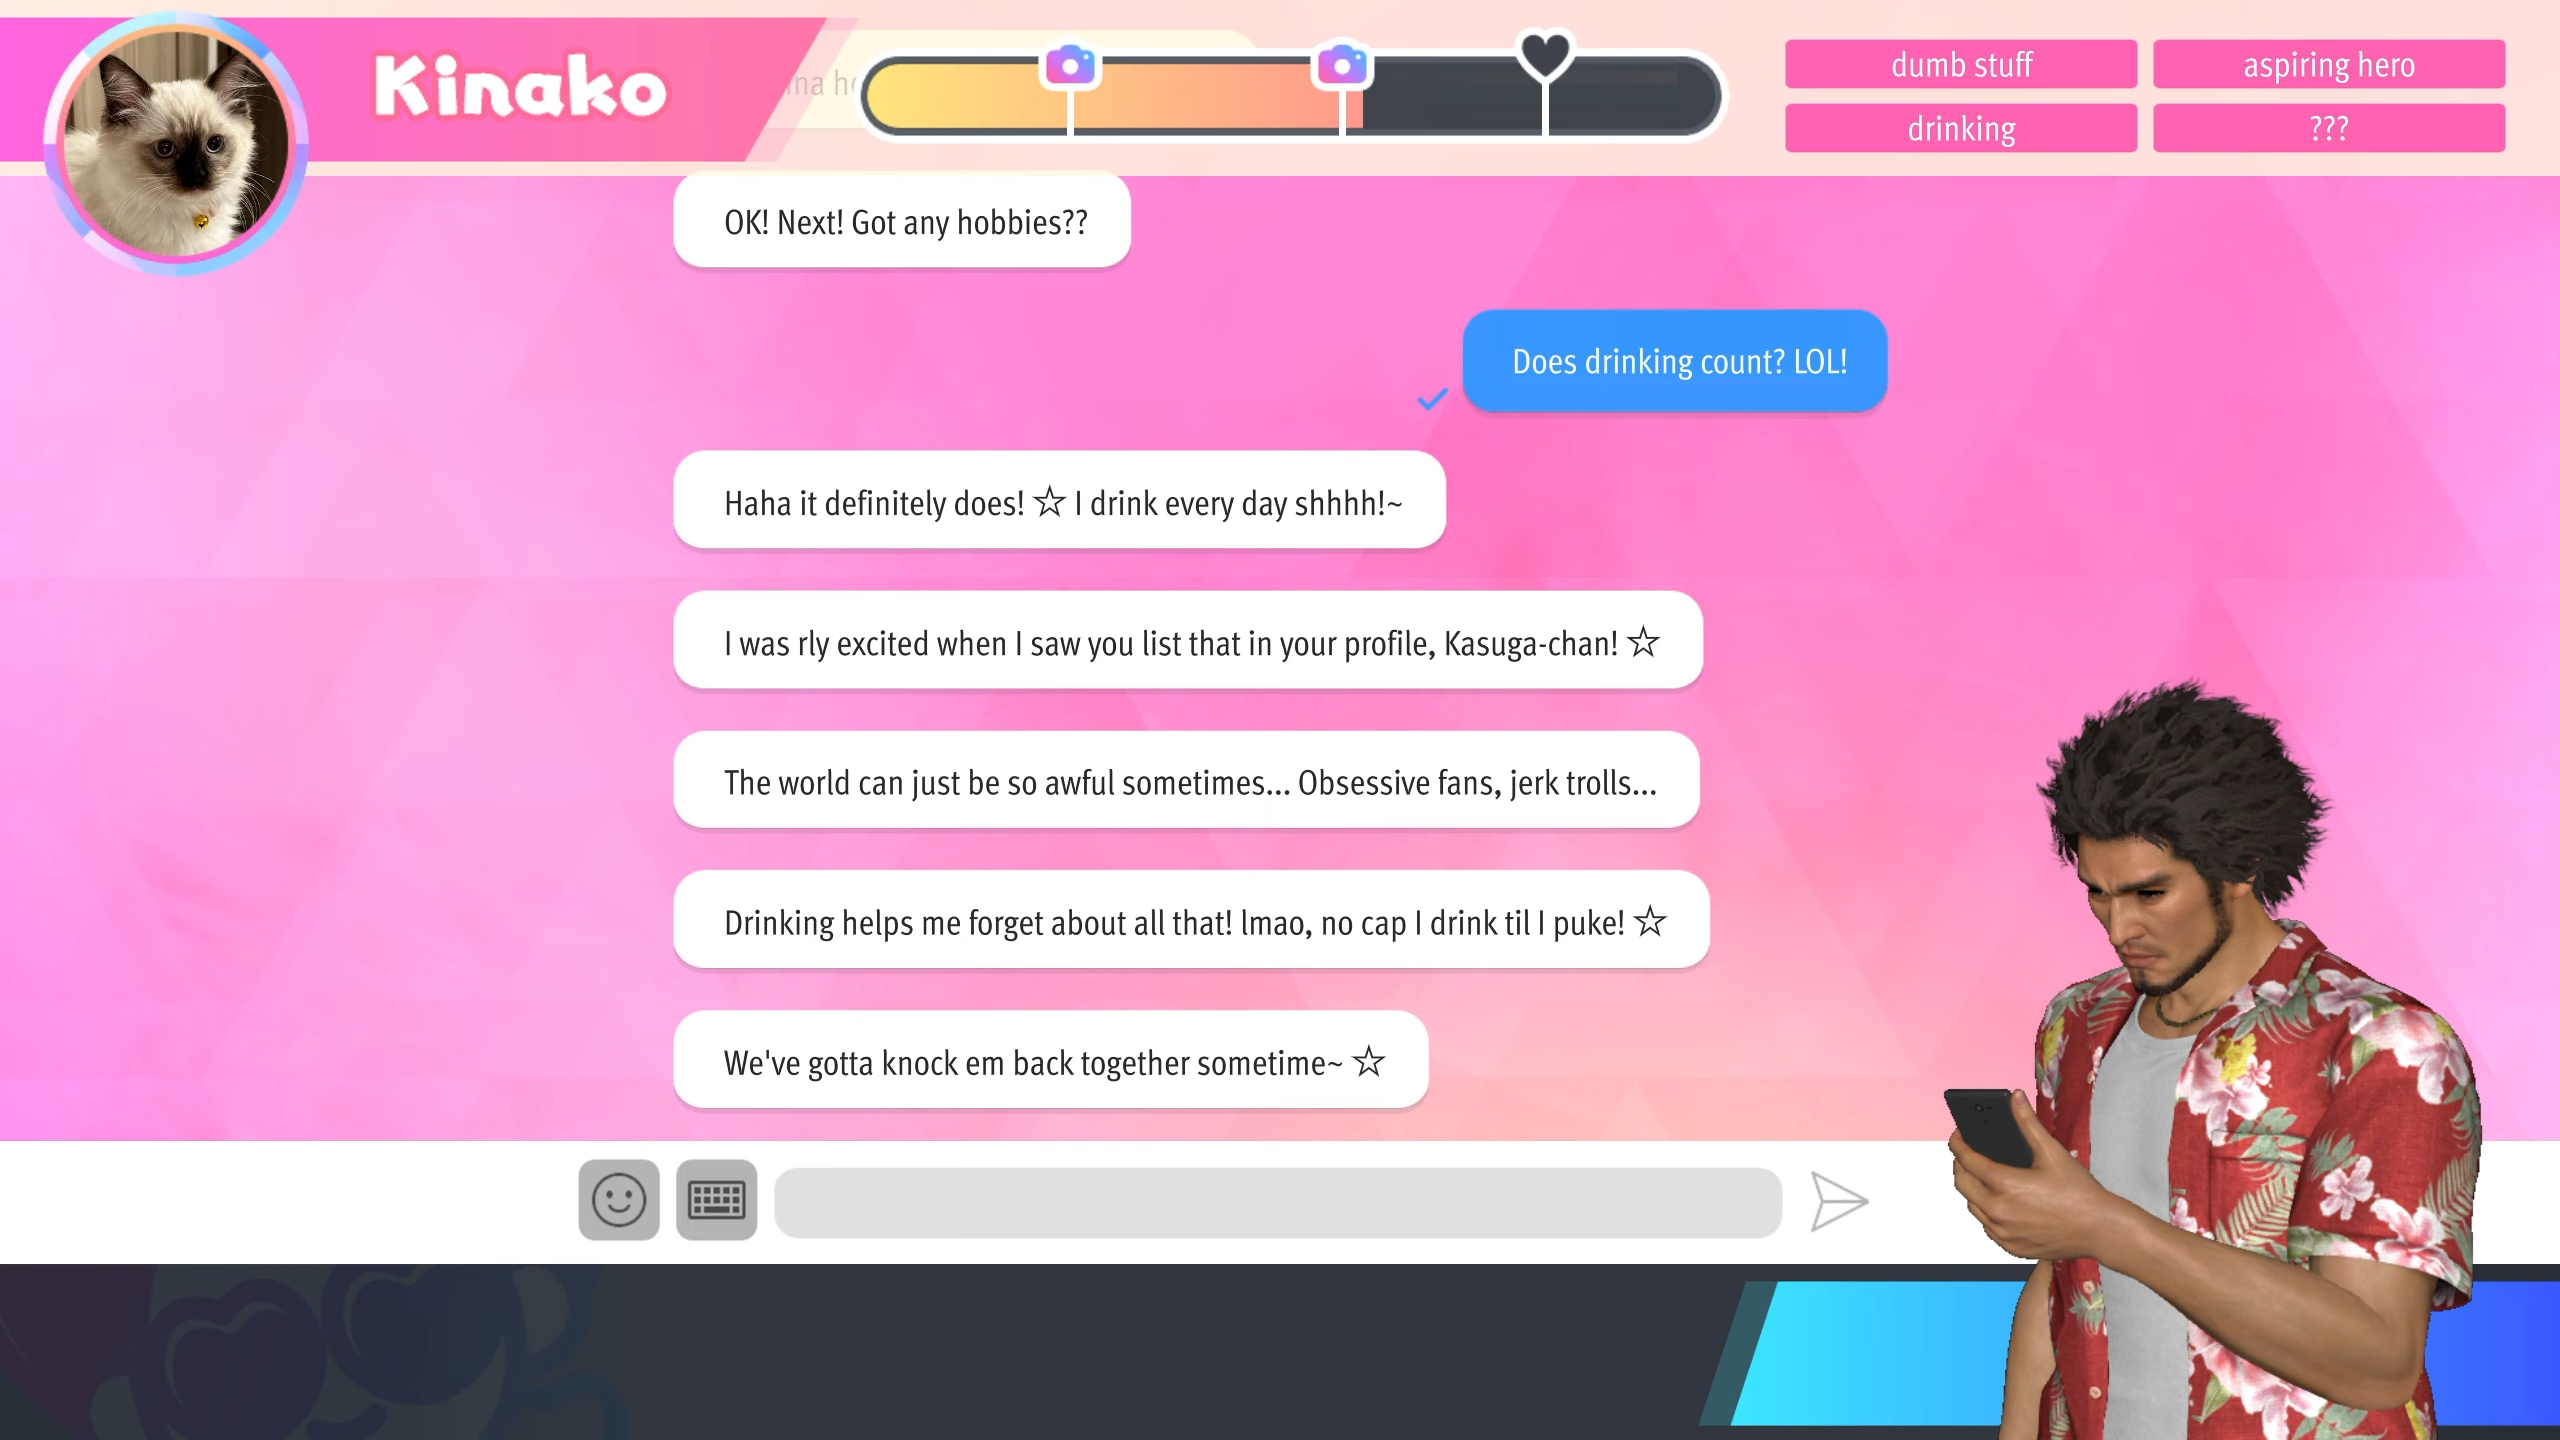 Kinako
dumb stuff
aspiring hero
drinking
???
OK! Next! Got any hobbies??
Does drinking count? LOL!
Haha it definitely does! ☆ I drink every day shhhh!~
I was rly excited when I saw you list that in your profile, Kasuga-chan! ☆
The world can just be so awful sometimes... Obsessive fans, jerk trolls...
Drinking helps me forget about all that! lmao, no cap I drink til I puke! ☆
We've gotta knock em back together sometime~ ☆